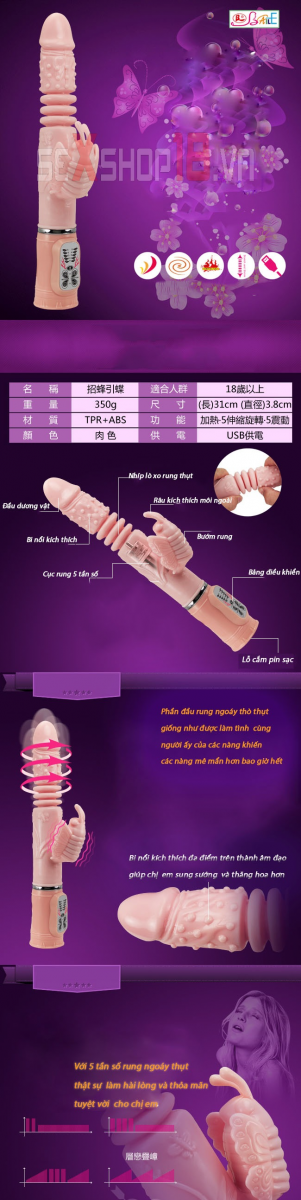 SEXSHOP18.VN
名 稱 招蜂引蝶 適合人群 18歲以上
重 量 350g 尺 寸 (長)31cm (直徑)3.8cm
材 質 TPR+ABS 功 能 加熱·5伸縮旋轉·5震動
顏 色 肉 色 供 電 USB供電
Nhíp lò xo rung thụt
Đầu dương vật
Râu kích thích môi ngoài
Bi nổi kích thích
Bướm rung
Cục rung 5 tần số
Bảng điều khiển
Lỗ cắm pin sạc
Phần đầu rung ngoáy thò thụt
giống như được làm tình cùng
người ấy của các nàng khiến
các nàng mê mẩn hơn bao giờ hết
Bi nổi kích thích đa điểm trên thành âm đạo
giúp chị em sung sướng và thăng hoa hơn
Với 5 tần số rung ngoáy thụt
thật sự làm hài lòng và thỏa mãn
tuyệt vời cho chị em